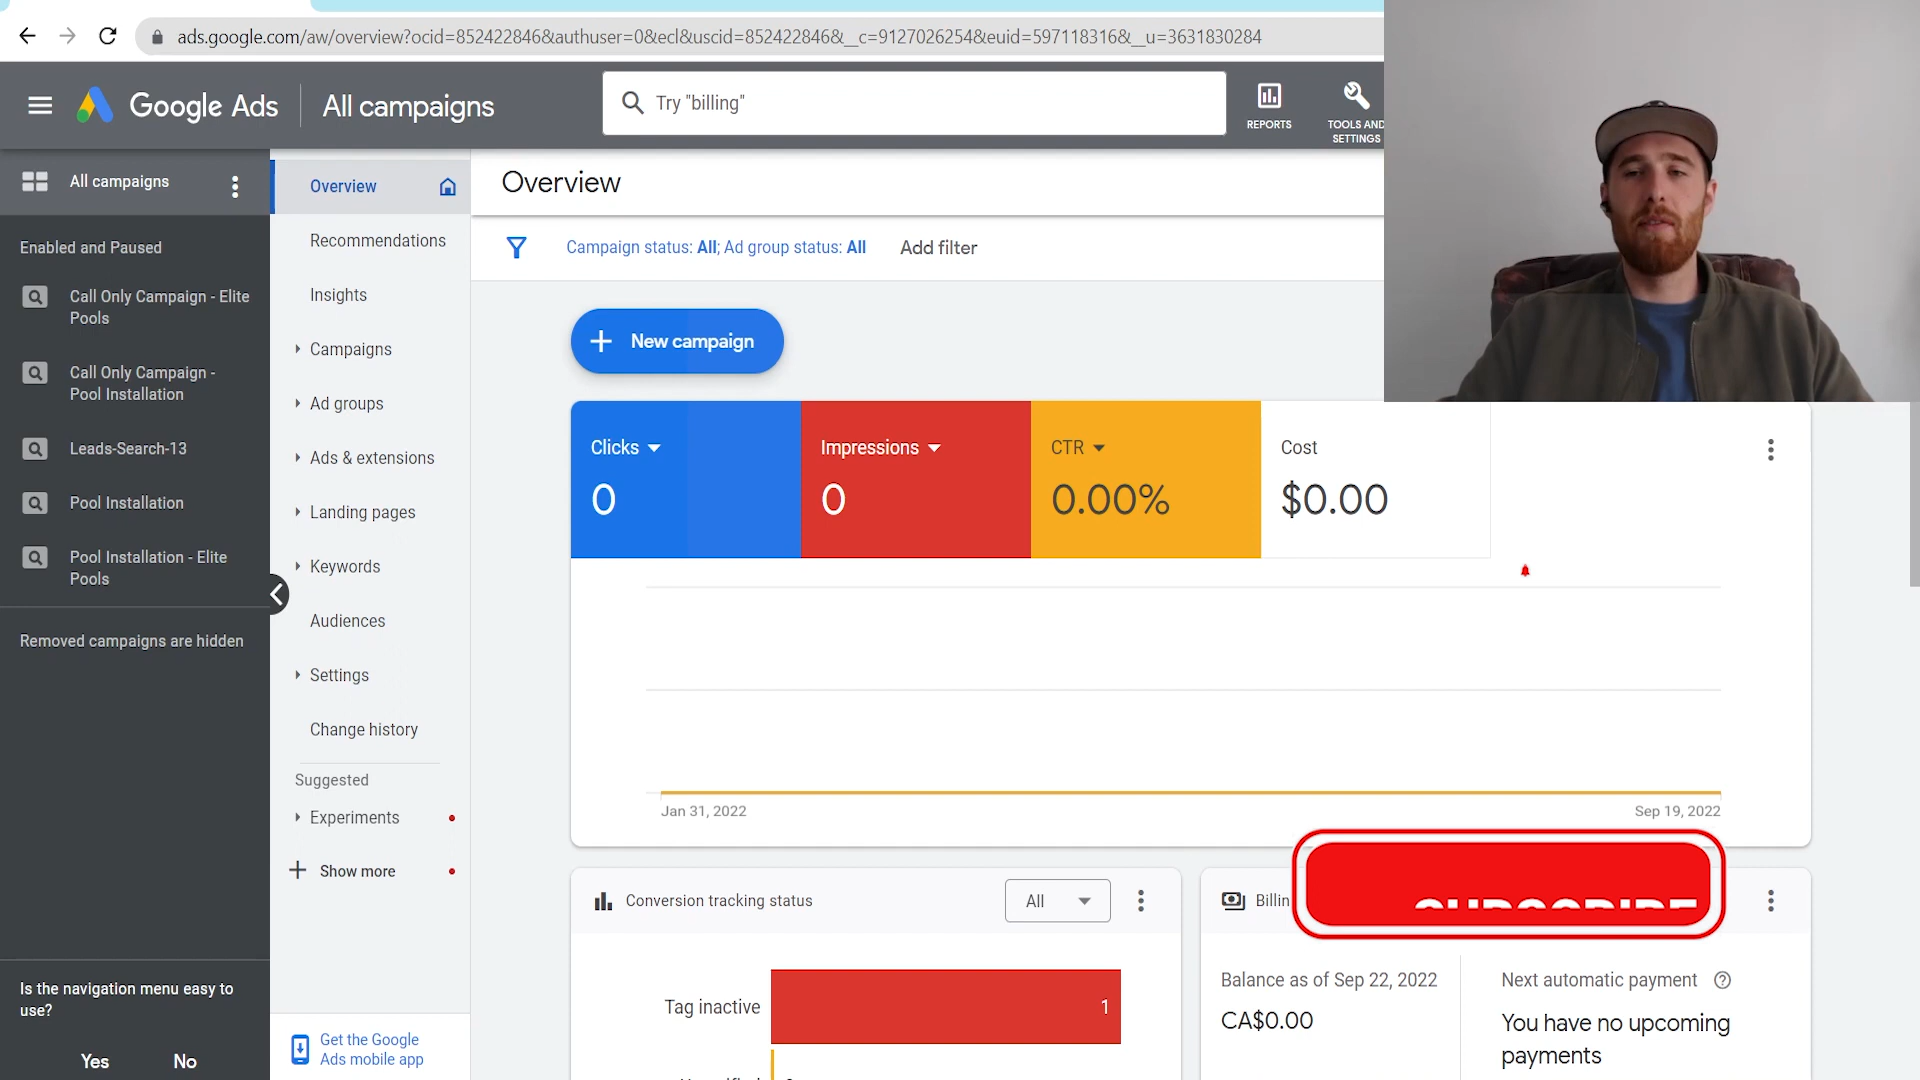 ads.google.com/aw/overview?ocid=852422846&authuser=0&ecl&uscid=852422846&__c=9127026254&euid=597118316&__u=3631830284
Google Ads
All campaigns
Try "billing"
REPORTS
TOOLS AND
SETTINGS
All campaigns
Enabled and Paused
Call Only Campaign - Elite
Pools
Call Only Campaign -
Pool Installation
Leads-Search-13
Pool Installation
Pool Installation - Elite
Pools
Removed campaigns are hidden
Is the navigation menu easy to
use?
Yes
No
Overview
Recommendations
Insights
Campaigns
Ad groups
Ads & extensions
Landing pages
Keywords
Audiences
Settings
Change history
Suggested
Experiments
Show more
Get the Google
Ads mobile app
Overview
Campaign status: All; Ad group status: All
Add filter
New campaign
Clicks
0
Impressions
0
CTR
0.00%
Cost
$0.00
Jan 31, 2022
Sep 19, 2022
Conversion tracking status
All
Tag inactive
1
Billin
Balance as of Sep 22, 2022
CA$0.00
Next automatic payment
You have no upcoming
payments